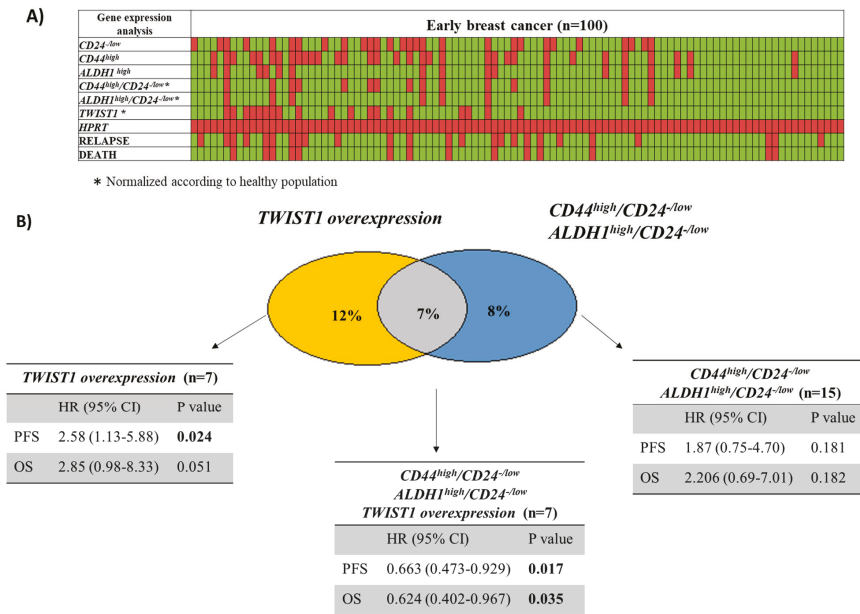 A)
Gene expression analysis
Early breast cancer (n=100)
CD24-/low
CD44high
ALDH1 high
CD44high/CD24-/low*
ALDH1high/CD24-/low*
TWIST1 *
HPRT
RELAPSE
DEATH
* Normalized according to healthy population
B)
TWIST1 overexpression
CD44high/CD24-/low
ALDH1high/CD24-/low
12%
7%
8%
TWIST1 overexpression (n=7)
HR (95% CI) P value
PFS 2.58 (1.13-5.88) 0.024
OS 2.85 (0.98-8.33) 0.051
CD44high/CD24-/low
ALDH1high/CD24-/low
TWIST1 overexpression (n=7)
HR (95% CI) P value
PFS 0.663 (0.473-0.929) 0.017
OS 0.624 (0.402-0.967) 0.035
CD44high/CD24-/low
ALDH1high/CD24-/low (n=15)
HR (95% CI) P value
PFS 1.87 (0.75-4.70) 0.181
OS 2.206 (0.69-7.01) 0.182